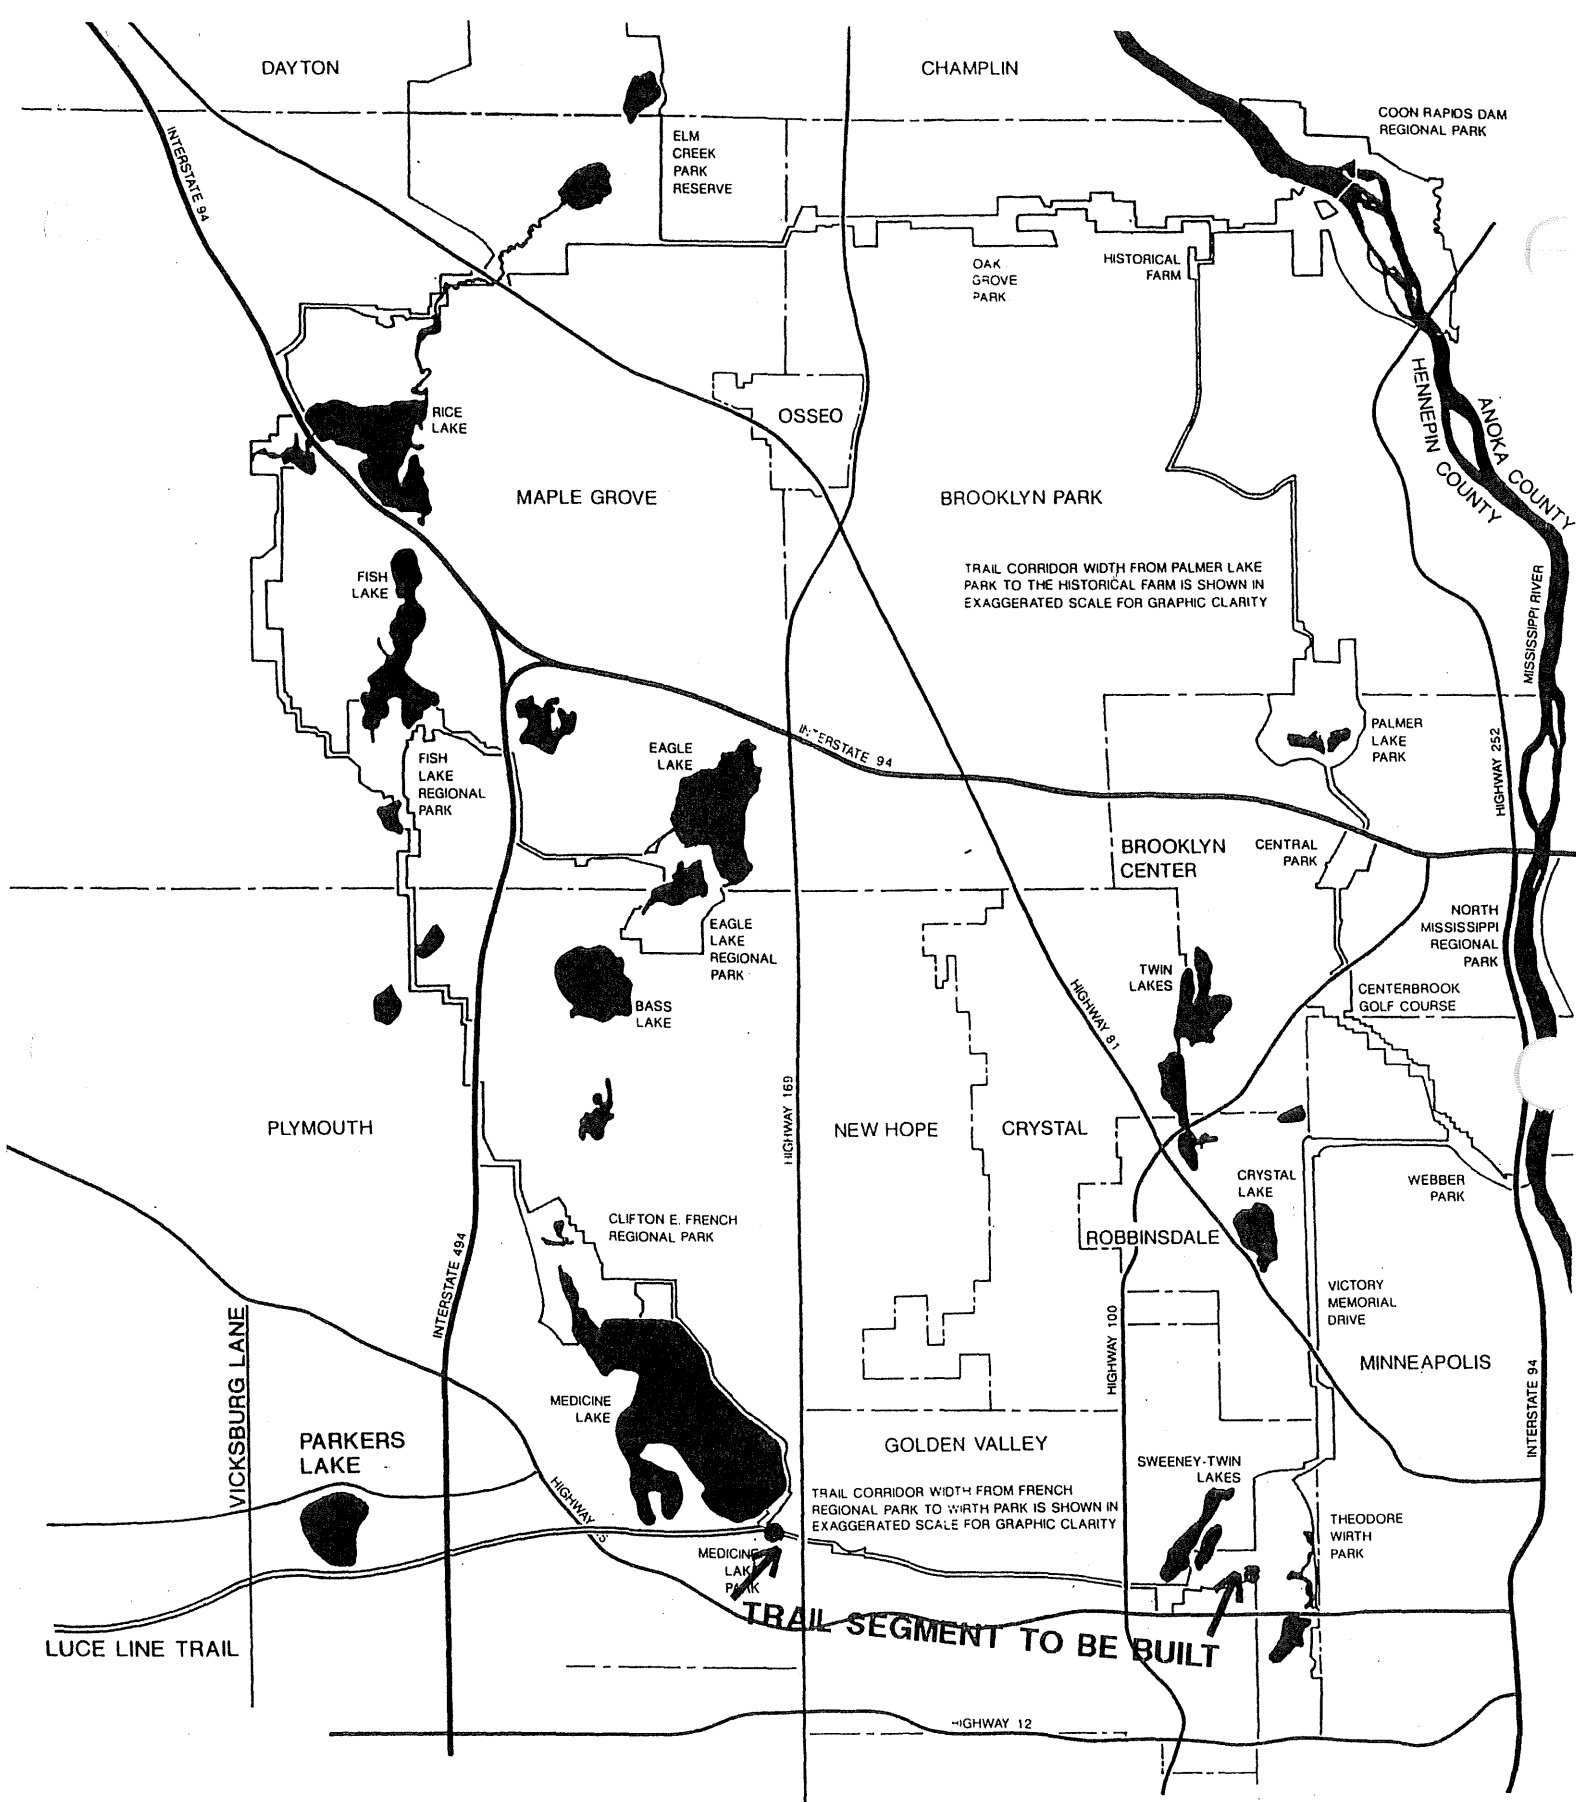 DAYTON
CHAMPLIN
COON RAPIDS DAM
REGIONAL PARK
INTERSTATE 94
ELM
CREEK
PARK
RESERVE
OAK
GROVE
PARK
HISTORICAL
FARM
RICE
LAKE
OSSEO
HENNEPIN COUNTY
ANOKA COUNTY
MAPLE GROVE
BROOKLYN PARK
FISH
LAKE
TRAIL CORRIDOR WIDTH FROM PALMER LAKE
PARK TO THE HISTORICAL FARM IS SHOWN IN
EXAGGERATED SCALE FOR GRAPHIC CLARITY
MISSISSIPPI RIVER
INTERSTATE 94
EAGLE
LAKE
PALMER
LAKE
PARK
HIGHWAY 252
FISH
LAKE
REGIONAL
PARK
BROOKLYN
CENTER
CENTRAL
PARK
EAGLE
LAKE
REGIONAL
PARK
NORTH
MISSISSIPPI
REGIONAL
PARK
TWIN
LAKES
BASS
LAKE
HIGHWAY 81
CENTERBROOK
GOLF COURSE
PLYMOUTH
HIGHWAY 169
NEW HOPE
CRYSTAL
CRYSTAL
LAKE
WEBBER
PARK
CLIFTON E. FRENCH
REGIONAL PARK
ROBBINSDALE
INTERSTATE 494
VICTORY
MEMORIAL
DRIVE
VICKSBURG LANE
HIGHWAY 100
MINNEAPOLIS
INTERSTATE 94
MEDICINE
LAKE
PARKERS
LAKE
GOLDEN VALLEY
SWEENEY-TWIN
LAKES
HIGHWAY
TRAIL CORRIDOR WIDTH FROM FRENCH
REGIONAL PARK TO WIRTH PARK IS SHOWN IN
EXAGGERATED SCALE FOR GRAPHIC CLARITY
THEODORE
WIRTH
PARK
MEDICINE
LAKE
PARK
TRAIL SEGMENT TO BE BUILT
LUCE LINE TRAIL
HIGHWAY 12